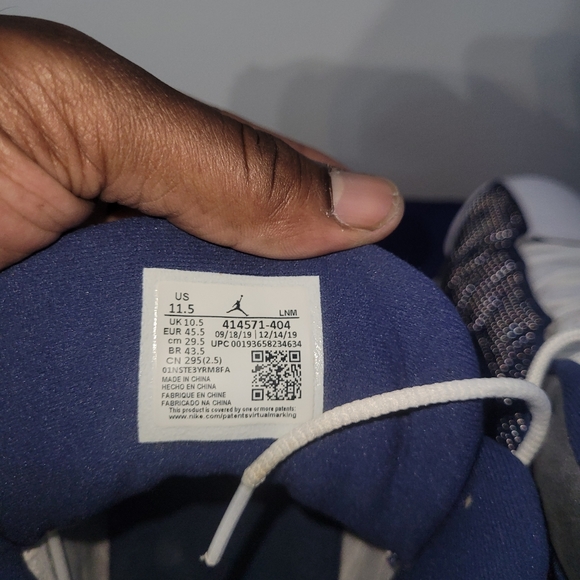 US
11.5
LNM
UK 10.5
414571-404
EUR 45.5
09/18/19 12/14/19
cm 29.5
UPC 00193658234634
BR 43.5
CN 295(2.5)
01NSTE3YRM8FA
MADE IN CHINA
HECHO EN CHINA
FABRIQUE EN CHINE
FABRICADO NA CHINA
This product is covered by one or more patents:
www.nike.com/patentsvirtualmarking